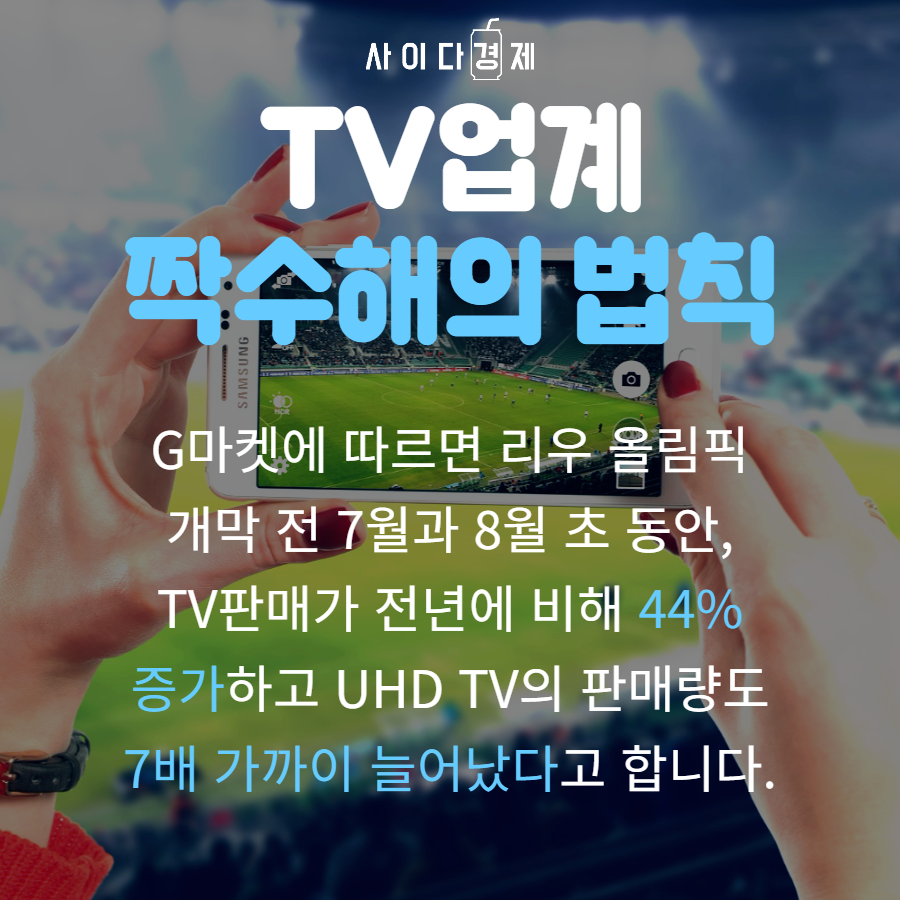 사이다경제
TV업계
짝수해의 법칙
SAMSUNG
HDR
G마켓에 따르면 리우 올림픽
개막 전 7월과 8월 초 동안,
TV판매가 전년에 비해 44%
증가하고 UHD TV의 판매량도
7배 가까이 늘어났다고 합니다.